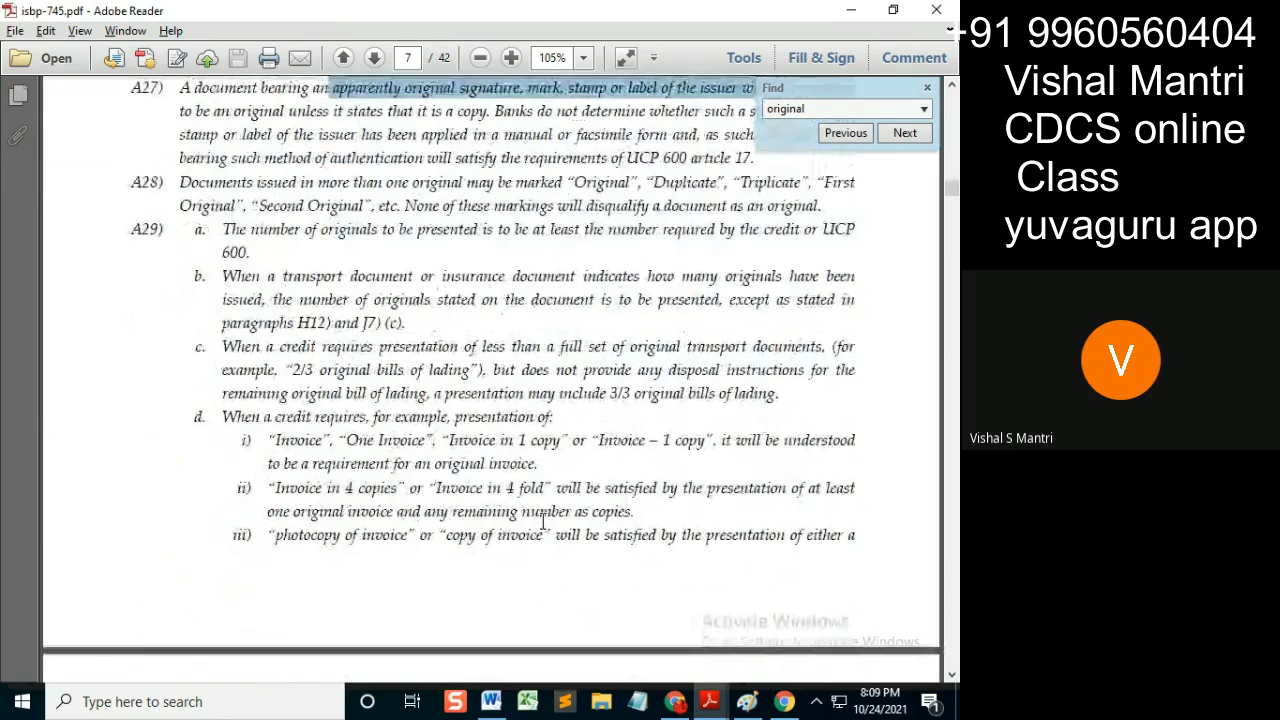 isbp-745.pdf - Adobe Reader
File Edit View Window Help
Open 7 / 42 105% Tools Fill & Sign Comment
Find
original
Previous Next
A27) A document bearing an apparently original signature, mark, stamp or label of the issuer w
to be an original unless it states that it is a copy. Banks do not determine whether such a s
stamp or label of the issuer has been applied in a manual or facsimile form and, as such
bearing such method of authentication will satisfy the requirements of UCP 600 article 17.
A28) Documents issued in more than one original may be marked “Original”, “Duplicate”, “Triplicate”, “First
Original”, “Second Original”, etc. None of these markings will disqualify a document as an original.
A29) a. The number of originals to be presented is to be at least the number required by the credit or UCP
600.
b. When a transport document or insurance document indicates how many originals have been
issued, the number of originals stated on the document is to be presented, except as stated in
paragraphs H12) and J7) (c).
c. When a credit requires presentation of less than a full set of original transport documents, (for
example, “2/3 original bills of lading”), but does not provide any disposal instructions for the
remaining original bill of lading, a presentation may include 3/3 original bills of lading.
d. When a credit requires, for example, presentation of:
i) “Invoice”, “One Invoice”, “Invoice in 1 copy” or “Invoice – 1 copy”, it will be understood
to be a requirement for an original invoice.
ii) “Invoice in 4 copies” or “Invoice in 4 fold” will be satisfied by the presentation of at least
one original invoice and any remaining number as copies.
iii) “photocopy of invoice” or “copy of invoice” will be satisfied by the presentation of either a
Activate Windows
Windows.
Type here to search
8:09 PM
10/24/2021
1
+91 9960560404
Vishal Mantri
CDCS online
Class
yuvaguru app
V
Vishal S Mantri